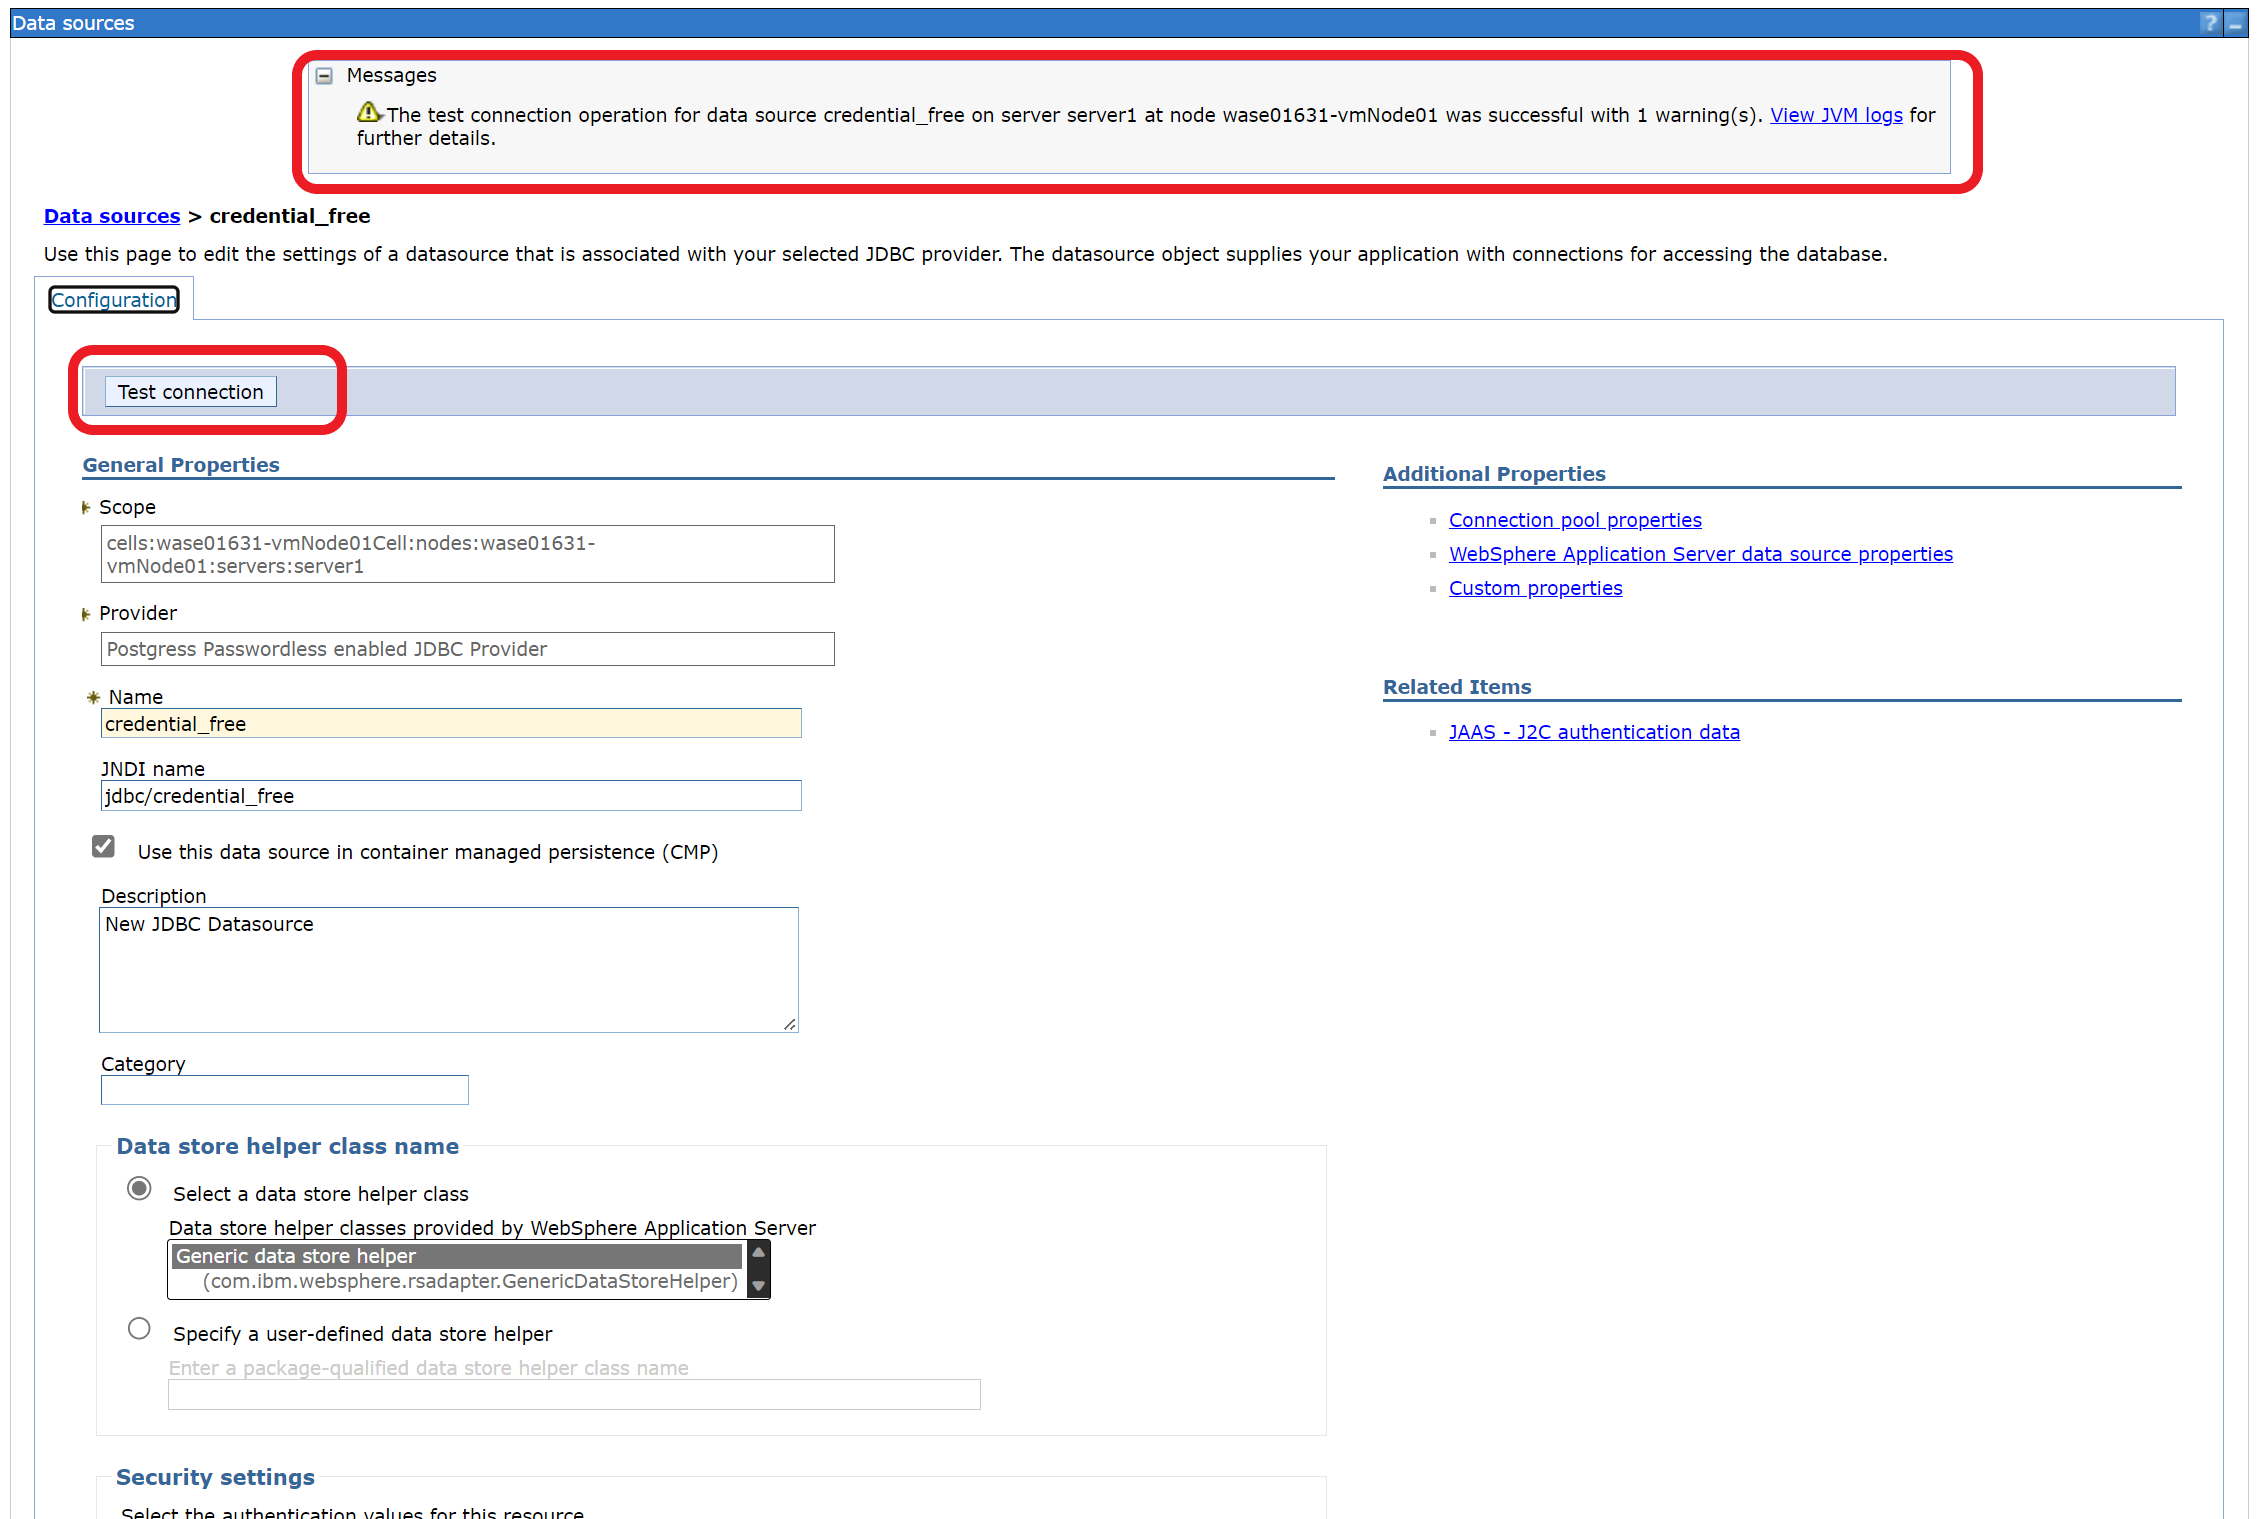 Data sources
?
Messages
The test connection operation for data source credential_free on server server1 at node wase01631-vmNode01 was successful with 1 warning(s). View JVM logs for
further details.
Data sources > credential_free
Use this page to edit the settings of a datasource that is associated with your selected JDBC provider. The datasource object supplies your application with connections for accessing the database.
Configuration
Test connection
General Properties
Scope
cells:wase01631-vmNode01Cell:nodes:wase01631-
vmNode01:servers:server1
Provider
Postgress Passwordless enabled JDBC Provider
Name
credential_free
JNDI name
jdbc/credential_free
Use this data source in container managed persistence (CMP)
Description
New JDBC Datasource
Category
Data store helper class name
Select a data store helper class
Data store helper classes provided by WebSphere Application Server
Generic data store helper
(com.ibm.websphere.rsadapter.GenericDataStoreHelper)
Specify a user-defined data store helper
Enter a package-qualified data store helper class name
Security settings
Select the authentication values for this resource
Additional Properties
Connection pool properties
WebSphere Application Server data source properties
Custom properties
Related Items
JAAS - J2C authentication data